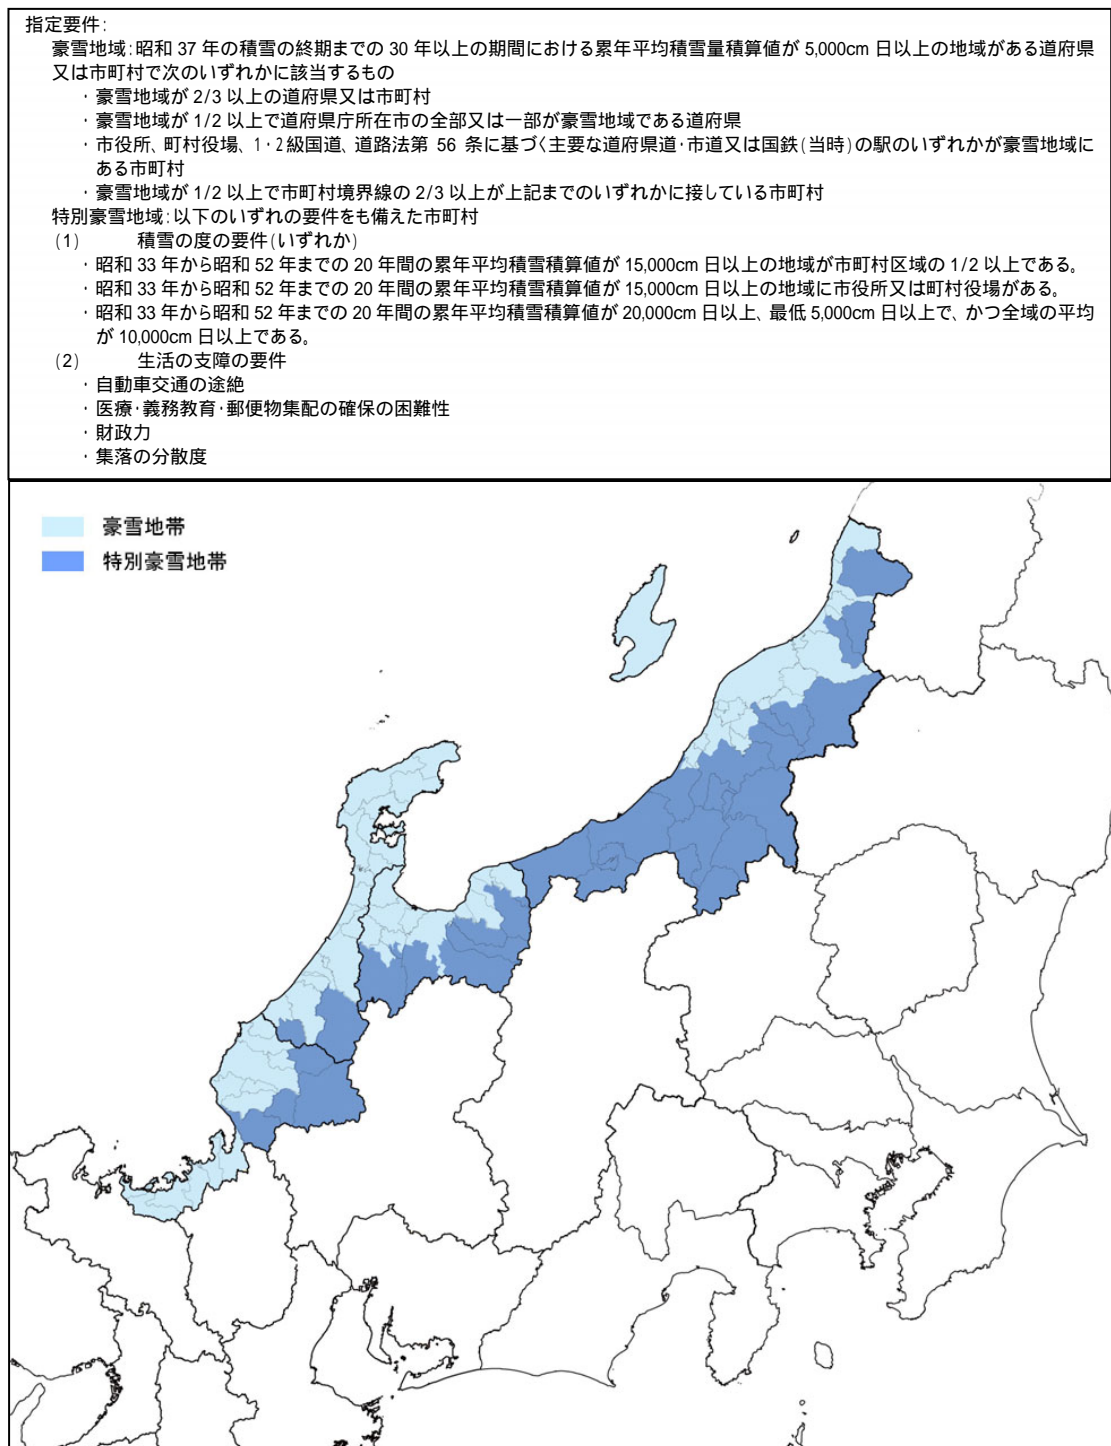 指定要件:
豪雪地域:昭和 37 年の積雪の終期までの 30 年以上の期間における累年平均積雪量積算値が 5,000cm 日以上の地域がある道府県
又は市町村で次のいずれかに該当するもの
・豪雪地域が 2/3 以上の道府県又は市町村
・豪雪地域が 1/2 以上で道府県庁所在市の全部又は一部が豪雪地域である道府県
・市役所、町村役場、1・2級国道、道路法第 56 条に基づく主要な道府県道・市道又は国鉄(当時)の駅のいずれかが豪雪地域に
ある市町村
・豪雪地域が 1/2 以上で市町村境界線の 2/3 以上が上記までのいずれかに接している市町村
特別豪雪地域:以下のいずれの要件をも備えた市町村
(1) 積雪の度の要件(いずれか)
・昭和 33 年から昭和 52 年までの 20 年間の累年平均積雪積算値が 15,000cm 日以上の地域が市町村区域の 1/2 以上である。
・昭和 33 年から昭和 52 年までの 20 年間の累年平均積雪積算値が 15,000cm 日以上の地域に市役所又は町村役場がある。
・昭和 33 年から昭和 52 年までの 20 年間の累年平均積雪積算値が 20,000cm 日以上、最低 5,000cm 日以上で、かつ全域の平均
が 10,000cm 日以上である。
(2) 生活の支障の要件
・自動車交通の途絶
・医療・義務教育・郵便物集配の確保の困難性
・財政力
・集落の分散度
豪雪地帯
特別豪雪地帯